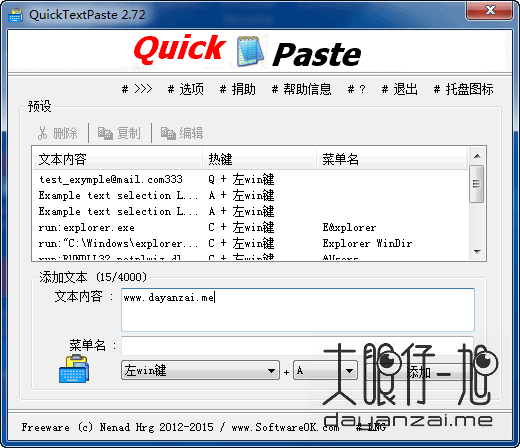 QuickTextPaste 2.72
Quick Paste
# >>> # 选项 # 捐助 # 帮助信息 # ? # 退出 # 托盘图标
预设
删除 复制 编辑
文本内容 热键 菜单名
test_exymple@mail.com333 Q + 左win键
Example text selection L... A + 左win键
Example text selection L... A + 左win键
run:explorer.exe C + 左win键 E&xplorer
run:"C:\Windows\explorer... C + 左win键 Explorer WinDir
run:RUNDLL32 netplwiz.dl C + 左win键 &Users
添加文本 (15/4000)
文本内容 : www.dayanzai.me
菜单名 :
左win键 + A 添加
大眼仔~旭
dayanzai.me
Freeware (c) Nenad Hrg 2012-2015 / www.SoftwareOK.com # ENG